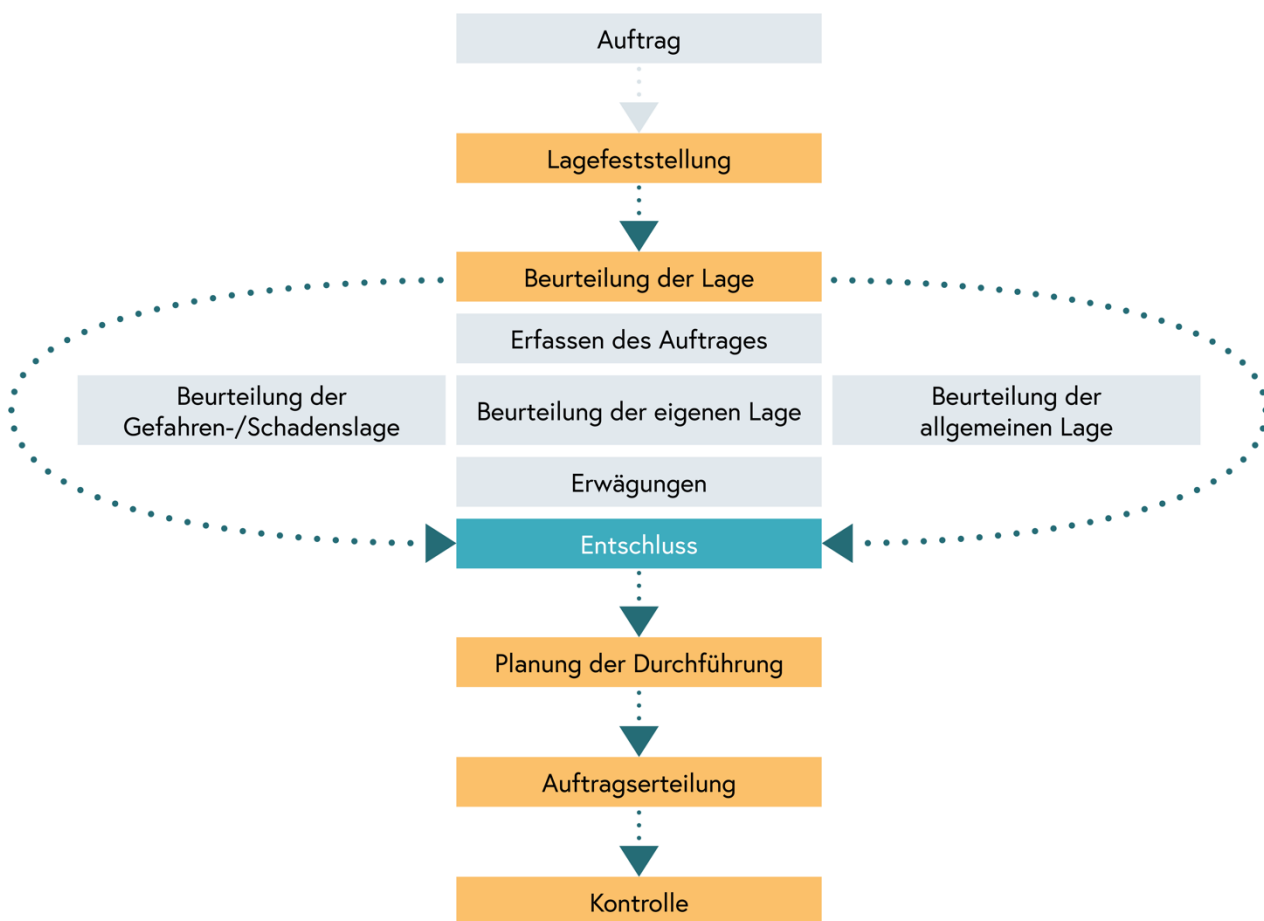 Auftrag
Lagefeststellung
Beurteilung der Lage
Erfassen des Auftrages
Beurteilung der
Gefahren-/Schadenslage
Beurteilung der eigenen Lage
Beurteilung der
allgemeinen Lage
Erwägungen
Entschluss
Planung der Durchführung
Auftragserteilung
Kontrolle